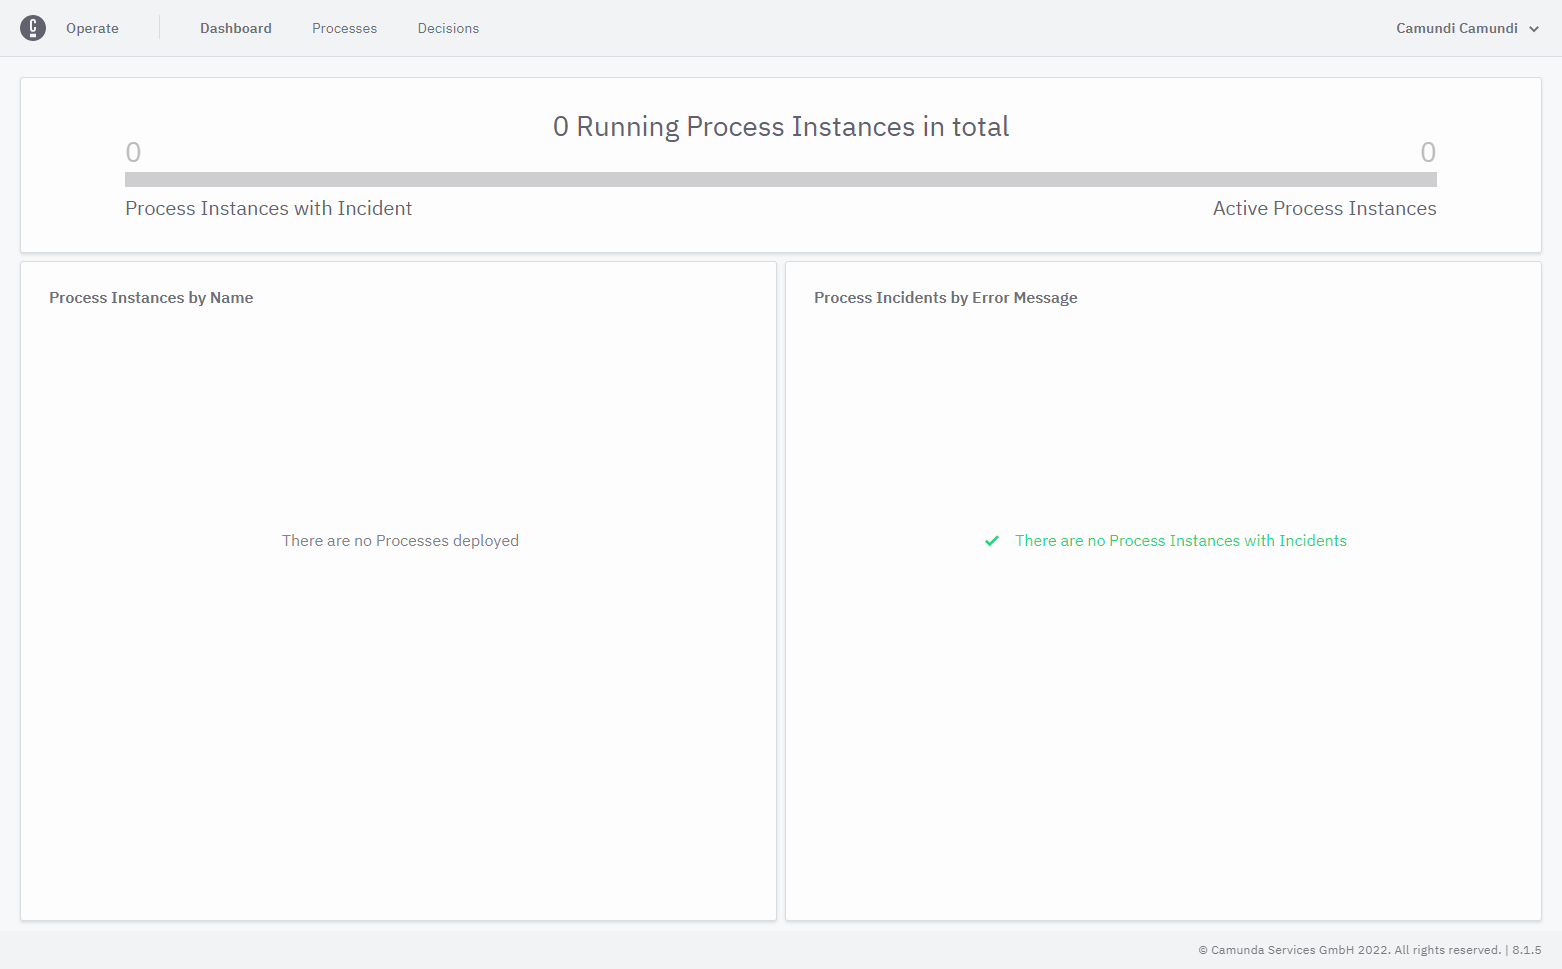 Operate Dashboard Processes Decisions Camundi Camundi
0 Running Process Instances in total
0 0
Process Instances with Incident Active Process Instances
Process Instances by Name
There are no Processes deployed
Process Incidents by Error Message
There are no Process Instances with Incidents
© Camunda Services GmbH 2022. All rights reserved. | 8.1.5